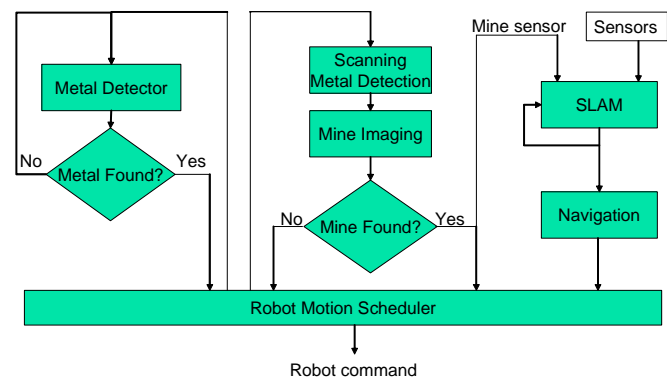 Mine sensor
Sensors
Scanning
Metal Detection
Metal Detector
SLAM
Mine Imaging
No
Yes
Metal Found?
No
Mine Found?
Yes
Navigation
Robot Motion Scheduler
Robot command